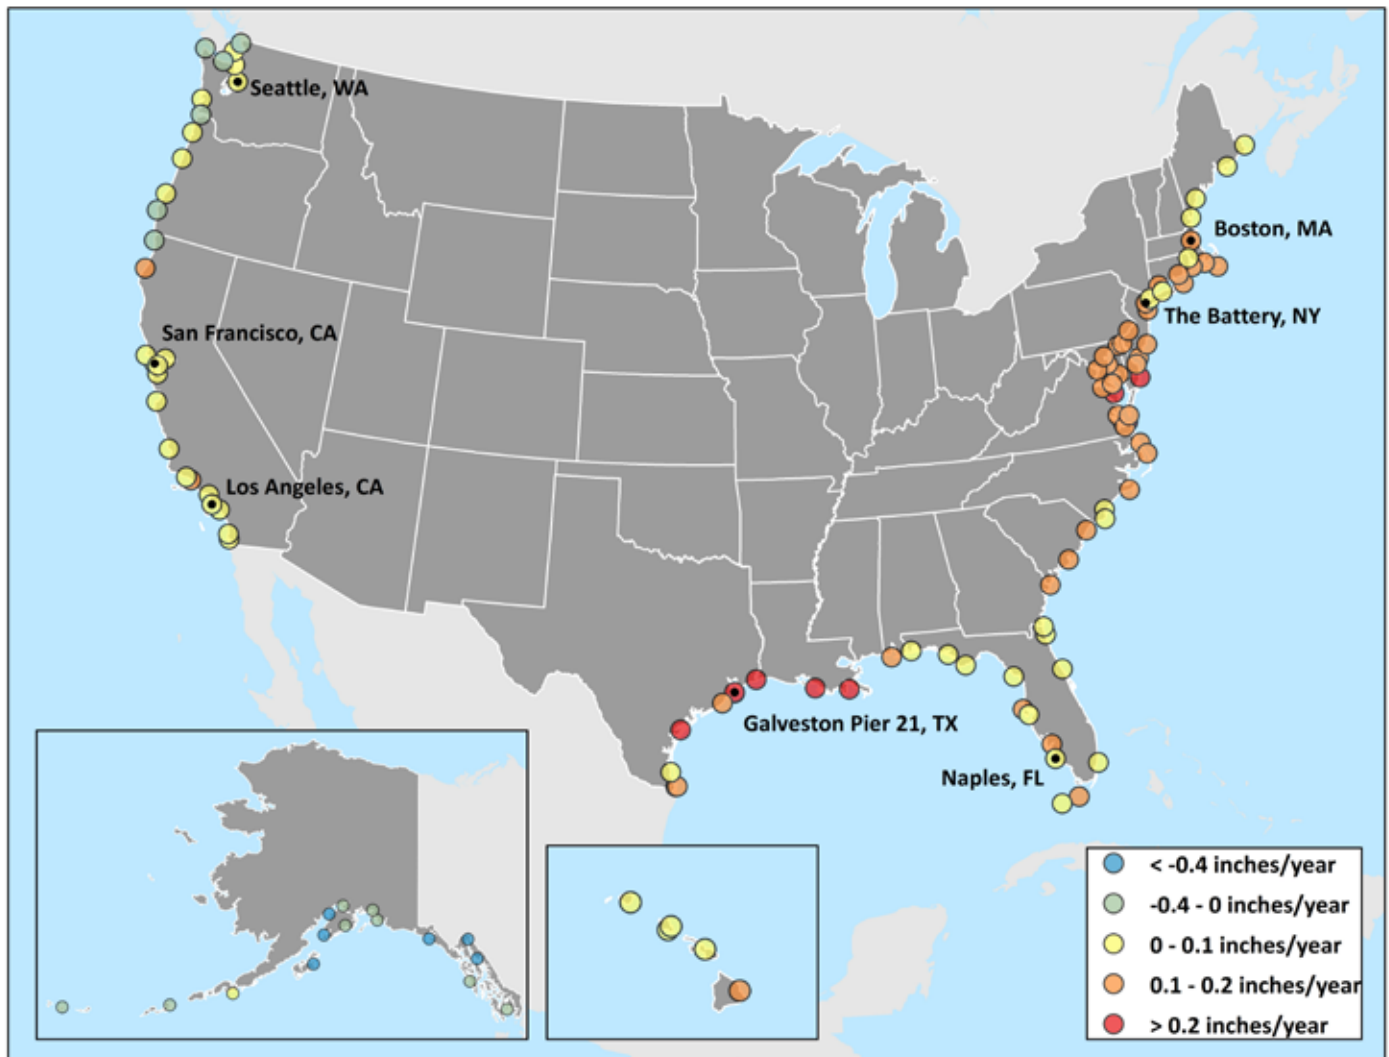 Seattle, WA
Boston, MA
The Battery, NY
San Francisco, CA
Los Angeles, CA
Galveston Pier 21, TX
Naples, FL
< -0.4 inches/year
-0.4 - 0 inches/year
0 - 0.1 inches/year
0.1 - 0.2 inches/year
> 0.2 inches/year